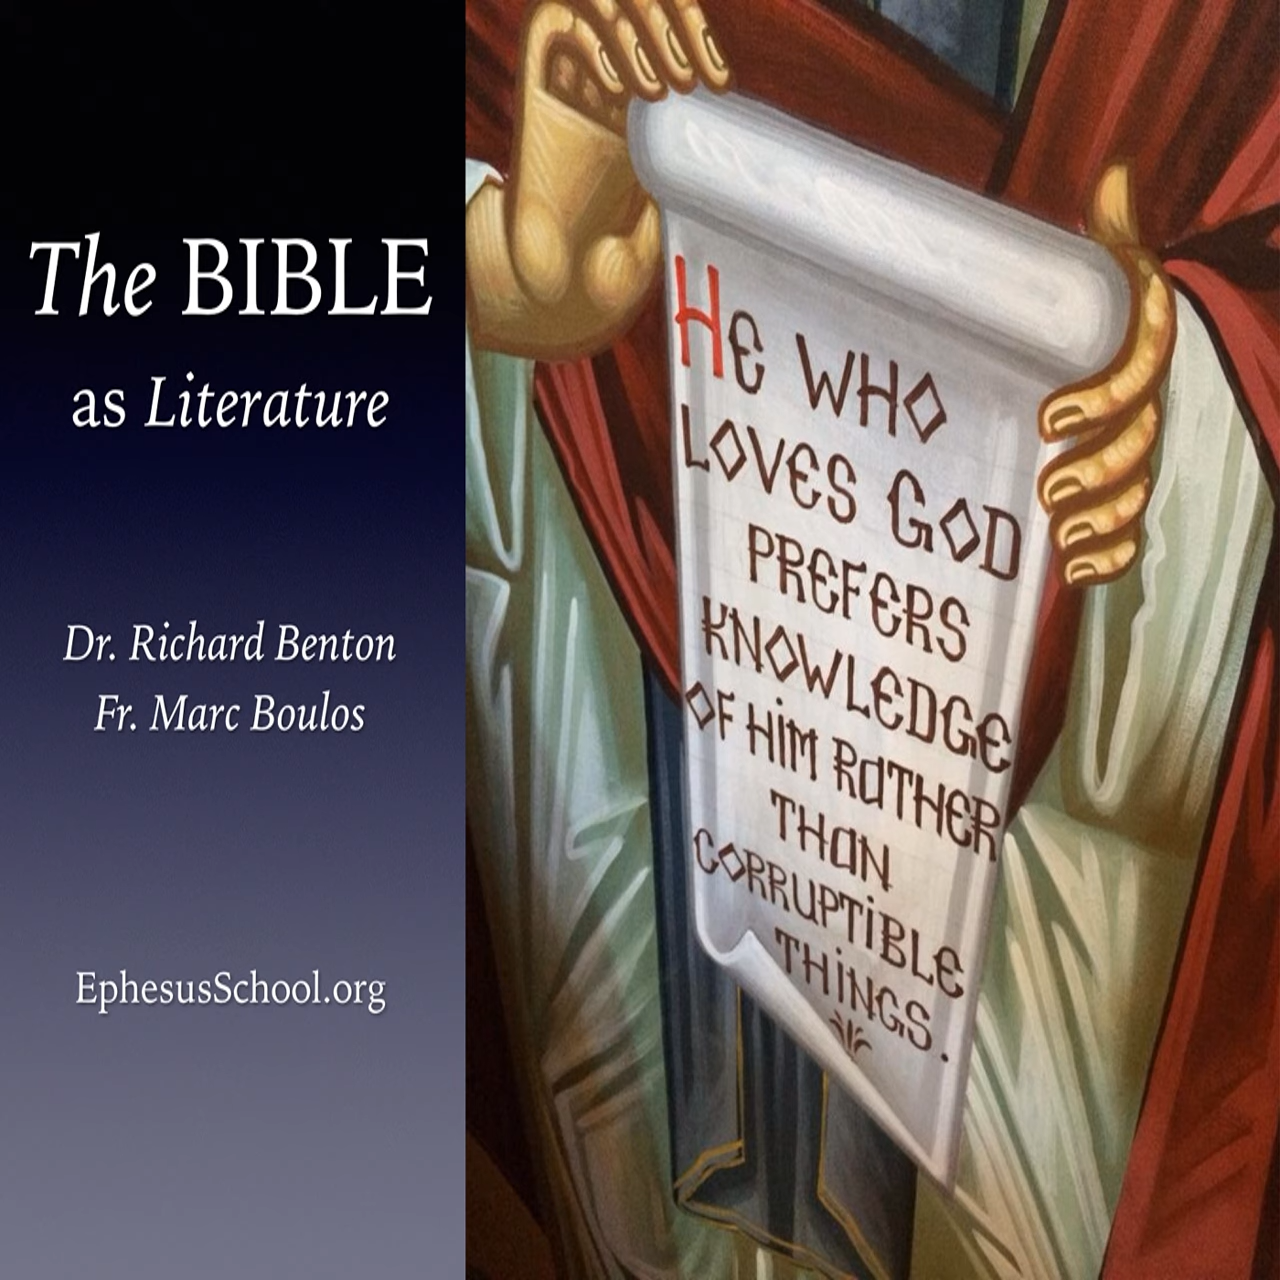 The BIBLE
as Literature
Dr. Richard Benton
Fr. Marc Boulos
EphesusSchool.org
HE WHO
LOVES GOD
PREFERS
KNOWLEDGE
OF HiM RaTHER
THaN
CORRUPTiBLE
THiNGS.